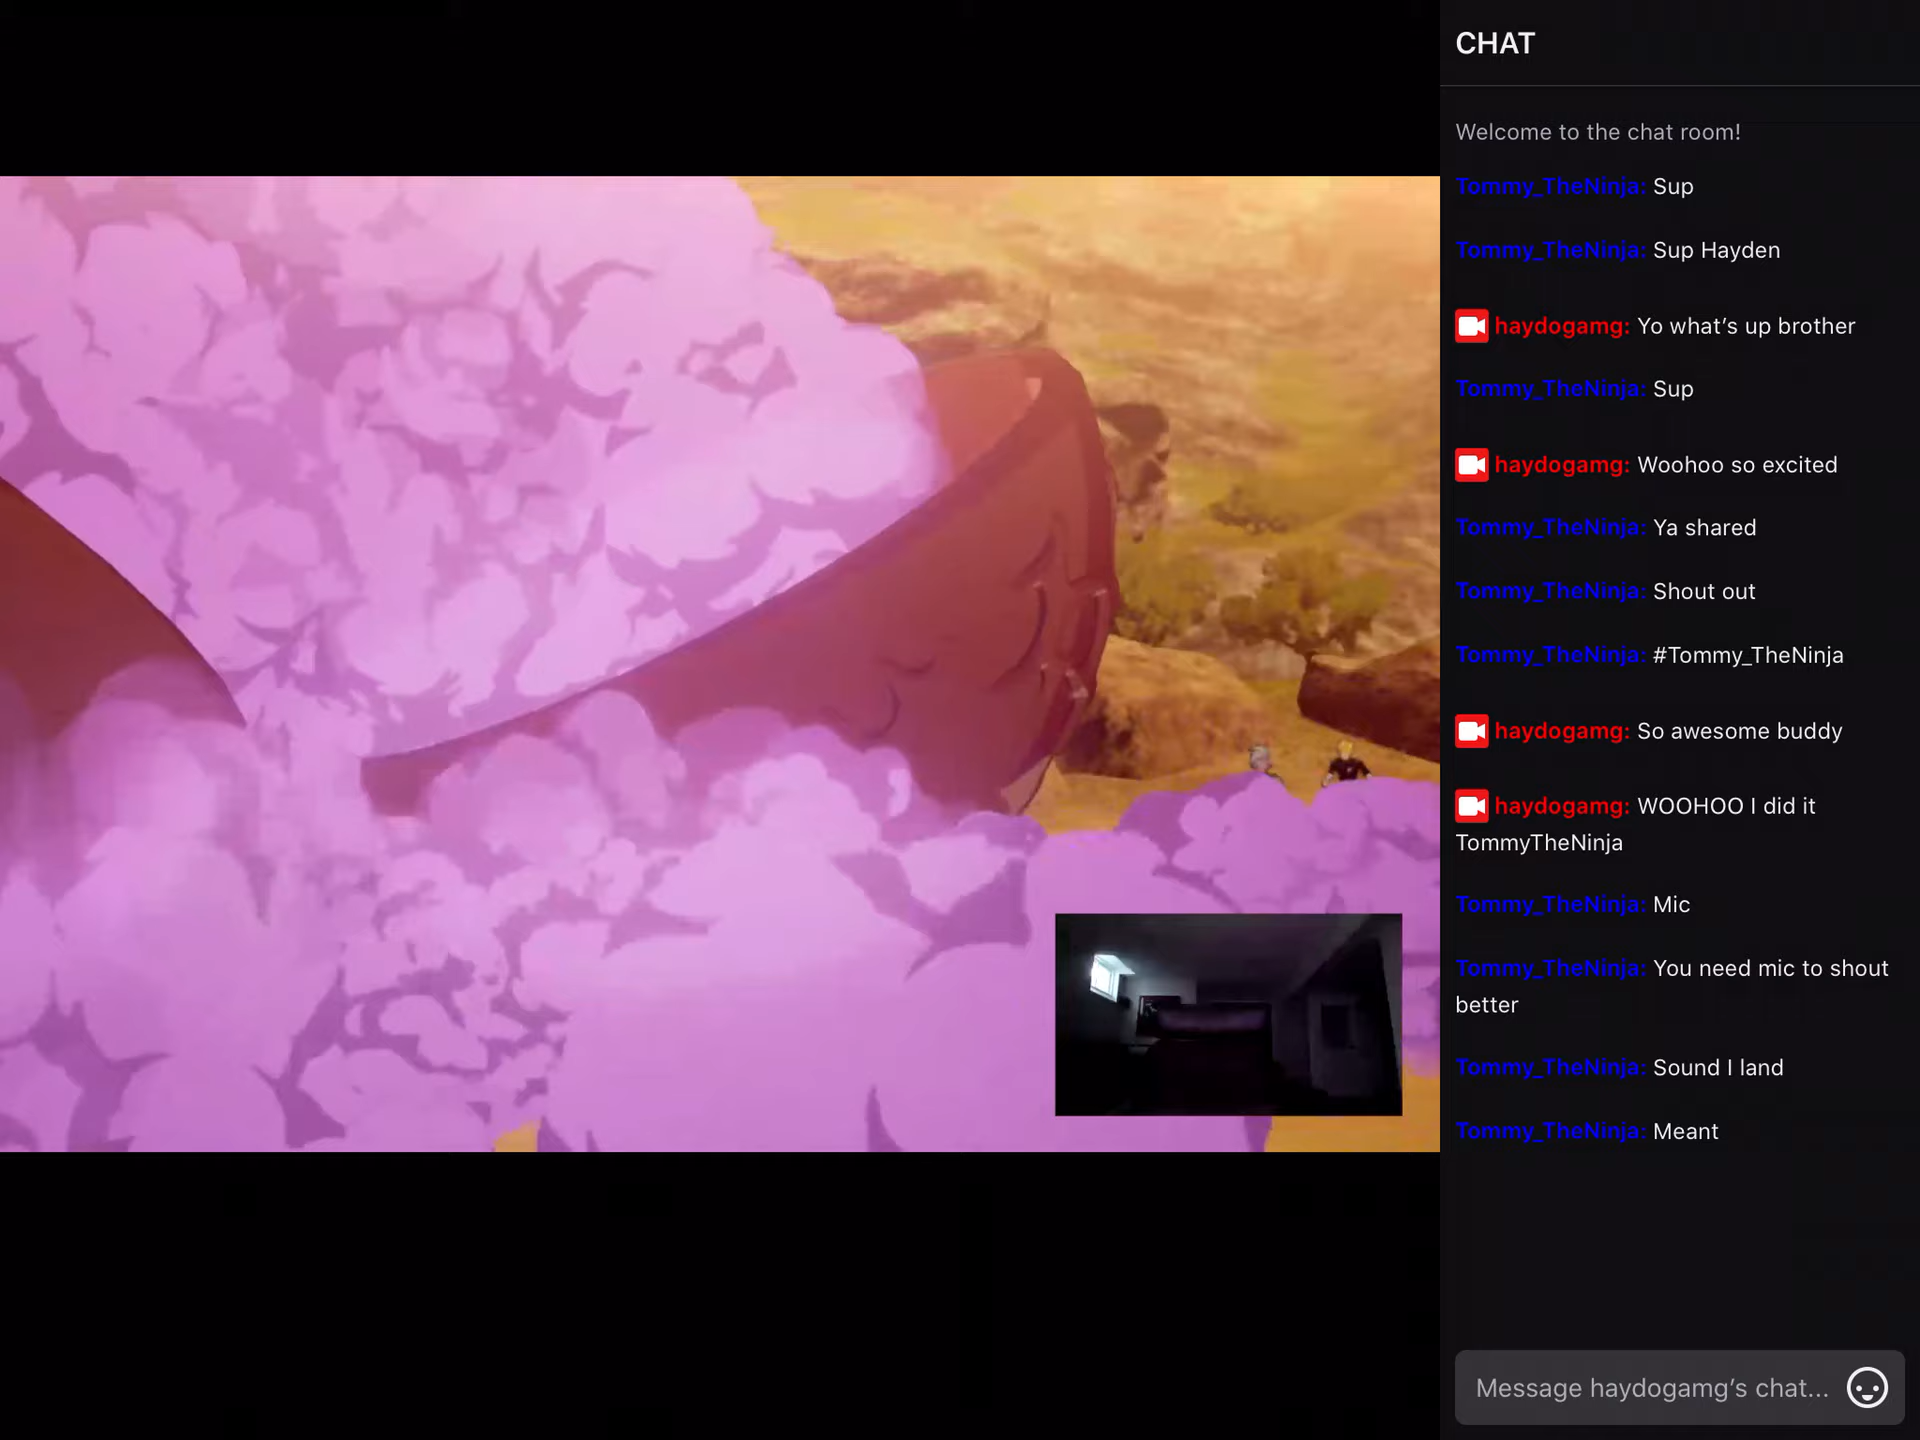 CHAT
Welcome to the chat room!
Tommy_TheNinja: Sup
Tommy_TheNinja: Sup Hayden
haydogamg: Yo what’s up brother
Tommy_TheNinja: Sup
haydogamg: Woohoo so excited
Tommy_TheNinja: Ya shared
Tommy_TheNinja: Shout out
Tommy_TheNinja: #Tommy_TheNinja
haydogamg: So awesome buddy
haydogamg: WOOHOO I did it
TommyTheNinja
Tommy_TheNinja: Mic
Tommy_TheNinja: You need mic to shout
better
Tommy_TheNinja: Sound I land
Tommy_TheNinja: Meant
Message haydogamg’s chat...